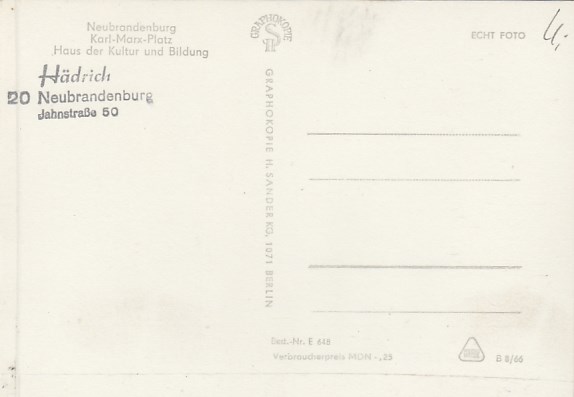 Neubrandenburg
Karl-Marx-Platz
Haus der Kultur und Bildung
Hädrich
20 Neubrandenburg
Jahnstraße 50
GRAPHOKOPIE
GRAPHOKOPIE H. SANDER KG, 1071 BERLIN
ECHT FOTO
Best.-Nr. E 648
Verbraucherpreis MDN -,25
B 8/66